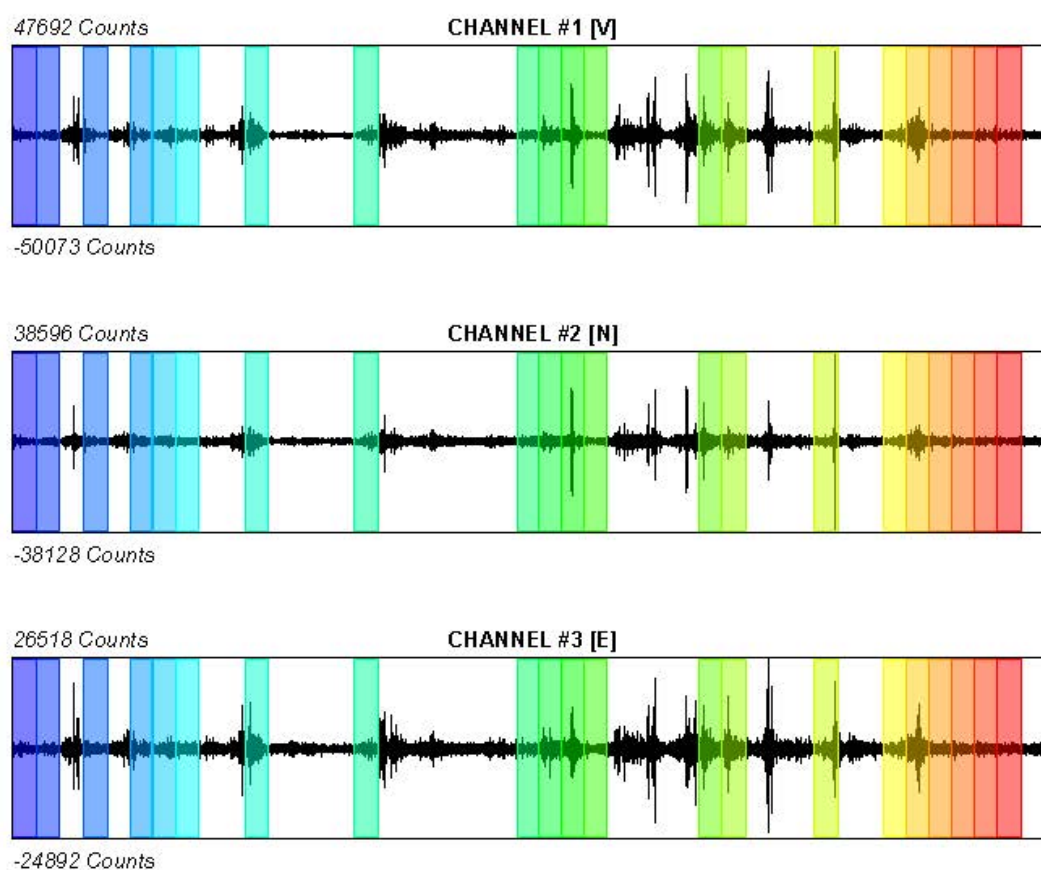 47692 Counts
CHANNEL #1 [V]
-50073 Counts
38596 Counts
CHANNEL #2 [N]
-38128 Counts
26518 Counts
CHANNEL #3 [E]
-24892 Counts